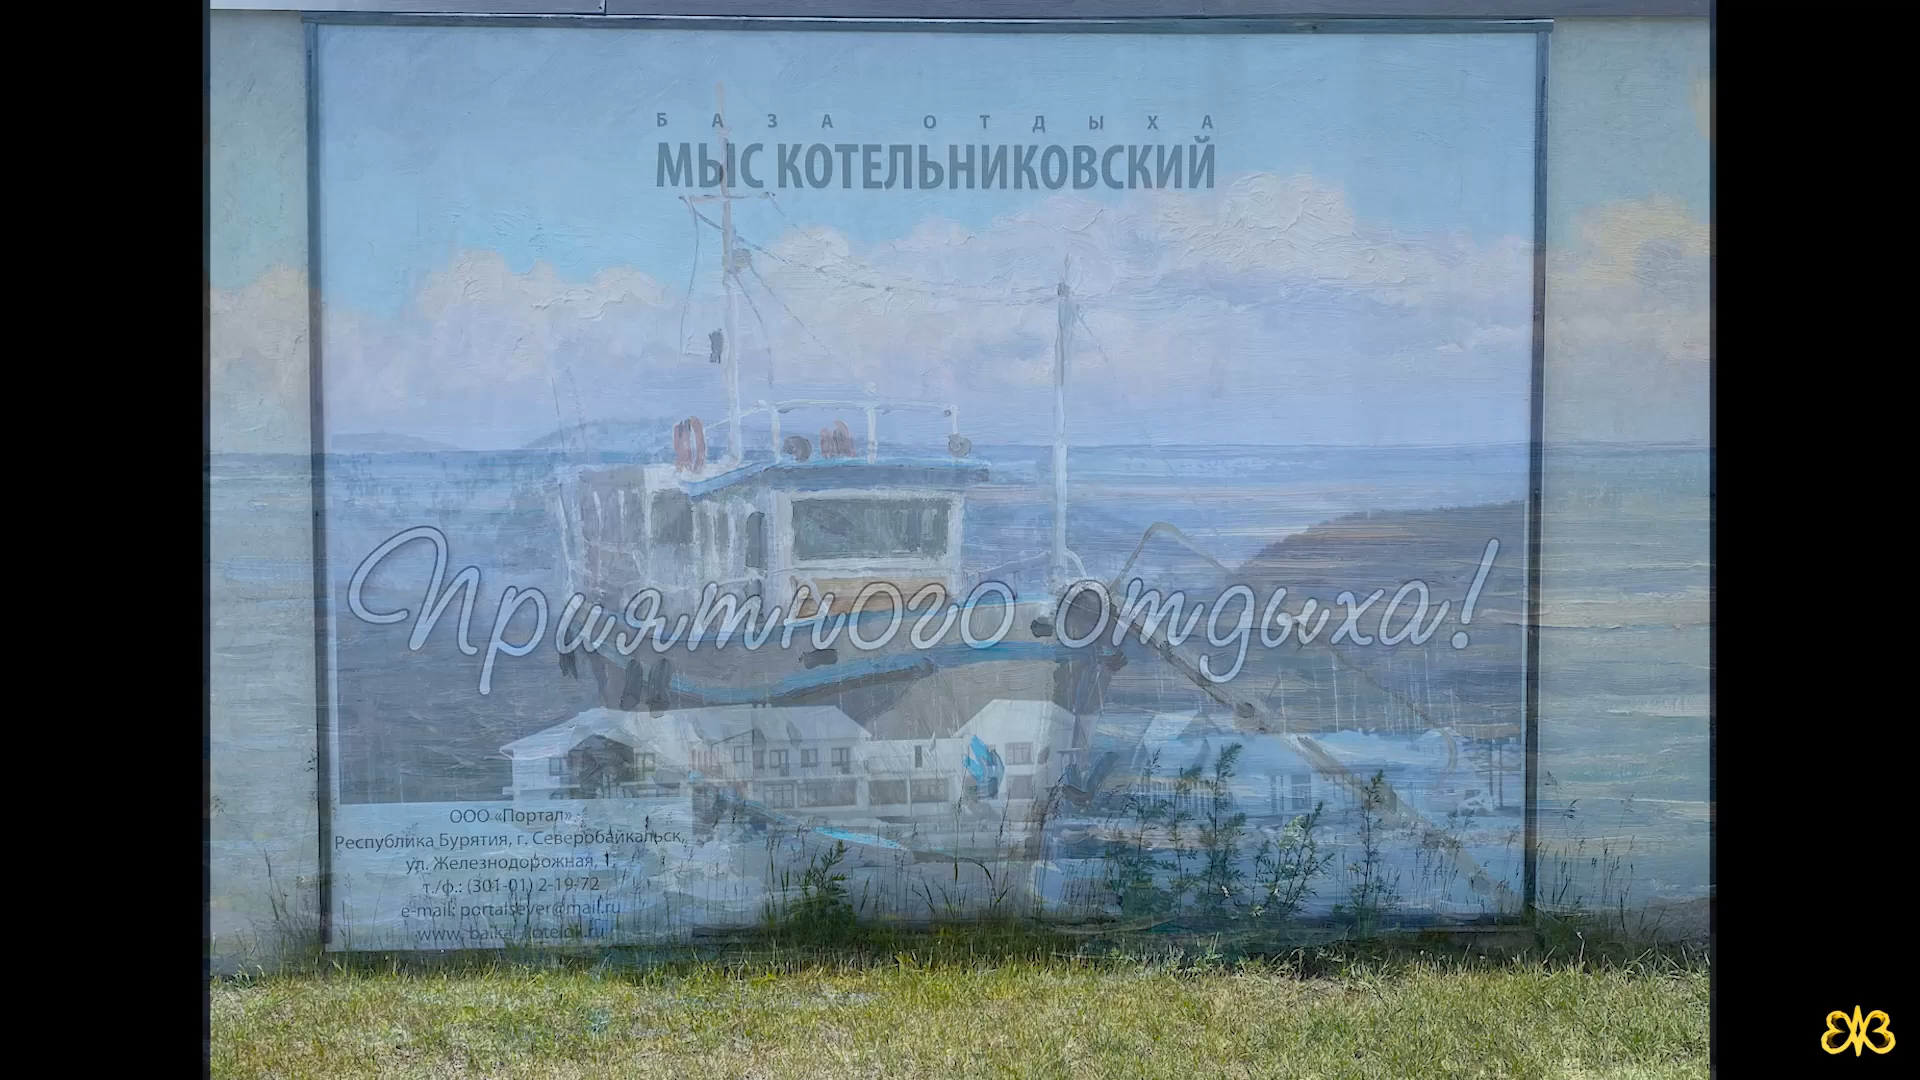 БАЗА ОТДЫХА
МЫС КОТЕЛЬНИКОВСКИЙ
Приятного отдыха!
ООО «Портал»,
Республика Бурятия, г. Северобайкальск,
ул. Железнодорожная, 1,
т./ф.: (301-01) 2-19-72
e-mail: portalsever@mail.ru